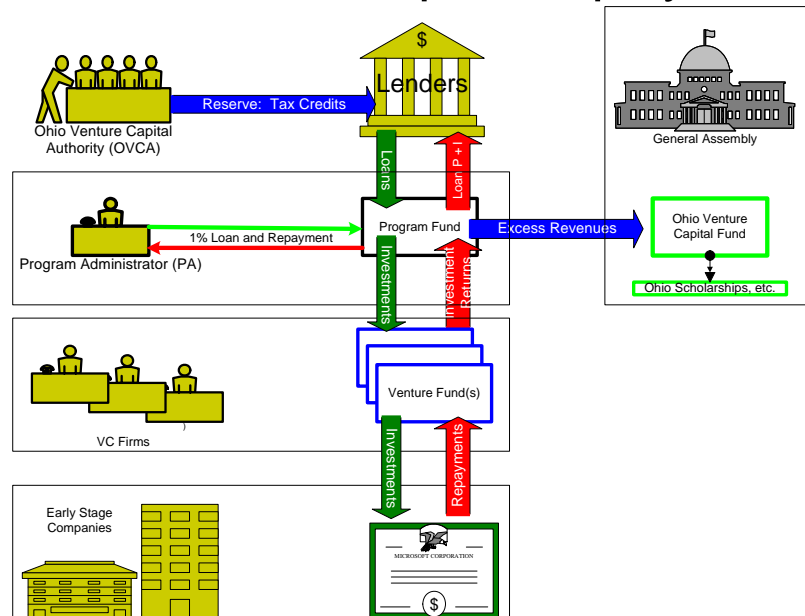 $
Lenders
Reserve: Tax Credits
Ohio Venture Capital
Authority (OVCA)
General Assembly
Loans
Loan P + I
Program Fund
Excess Revenues
Ohio Venture
Capital Fund
1% Loan and Repayment
Program Administrator (PA)
Investments
Investment
Returns
Ohio Scholarships, etc.
Venture Fund(s)
)
VC Firms
Investments
Repayments
Early Stage
Companies
MICROSOFT CORPORATION
$